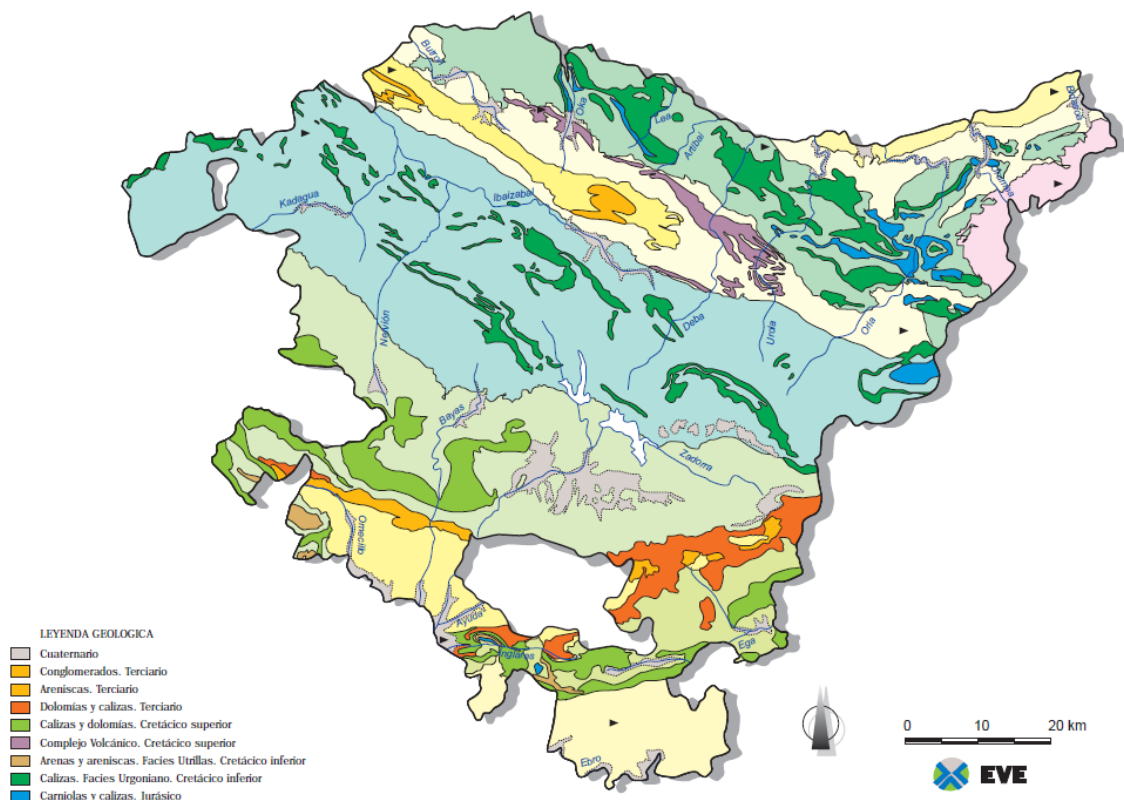 Butrón
Oka
Lea
Artibai
Bidasoa
Urumea
Kadagua
Ibaizabal
Nervión
Deba
Urola
Oria
Bayas
Zadorra
Omecillo
Ayuda
Inglares
Ega
Ebro
LEYENDA GEOLOGICA
Cuaternario
Conglomerados. Terciario
Areniscas. Terciario
Dolomías y calizas. Terciario
Calizas y dolomías. Cretácico superior
Complejo Volcánico. Cretácico superior
Arenas y areniscas. Facies Utrillas. Cretácico inferior
Calizas. Facies Urgoniano. Cretácico inferior
Carniolas y calizas. Jurásico
0 10 20 km
EVE